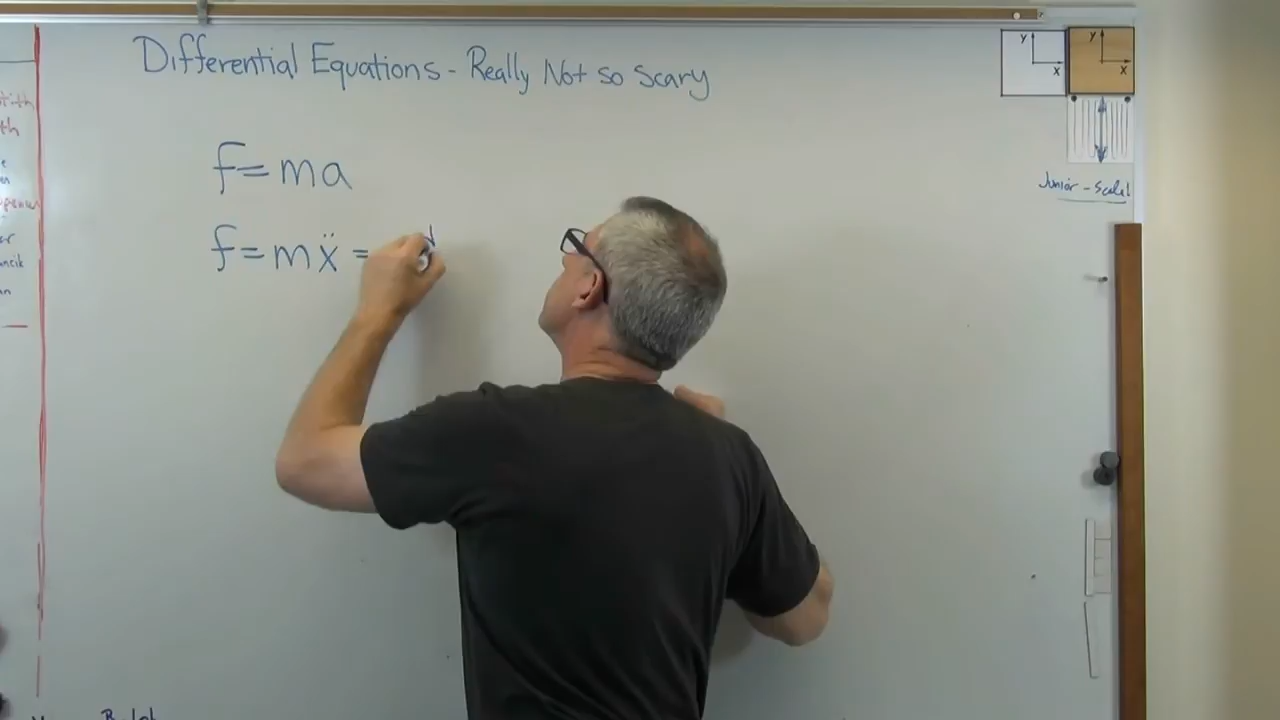 Differential Equations - Really Not so Scary
f = ma
f = mẍ =
y
x
y
x
Junior - Scale!